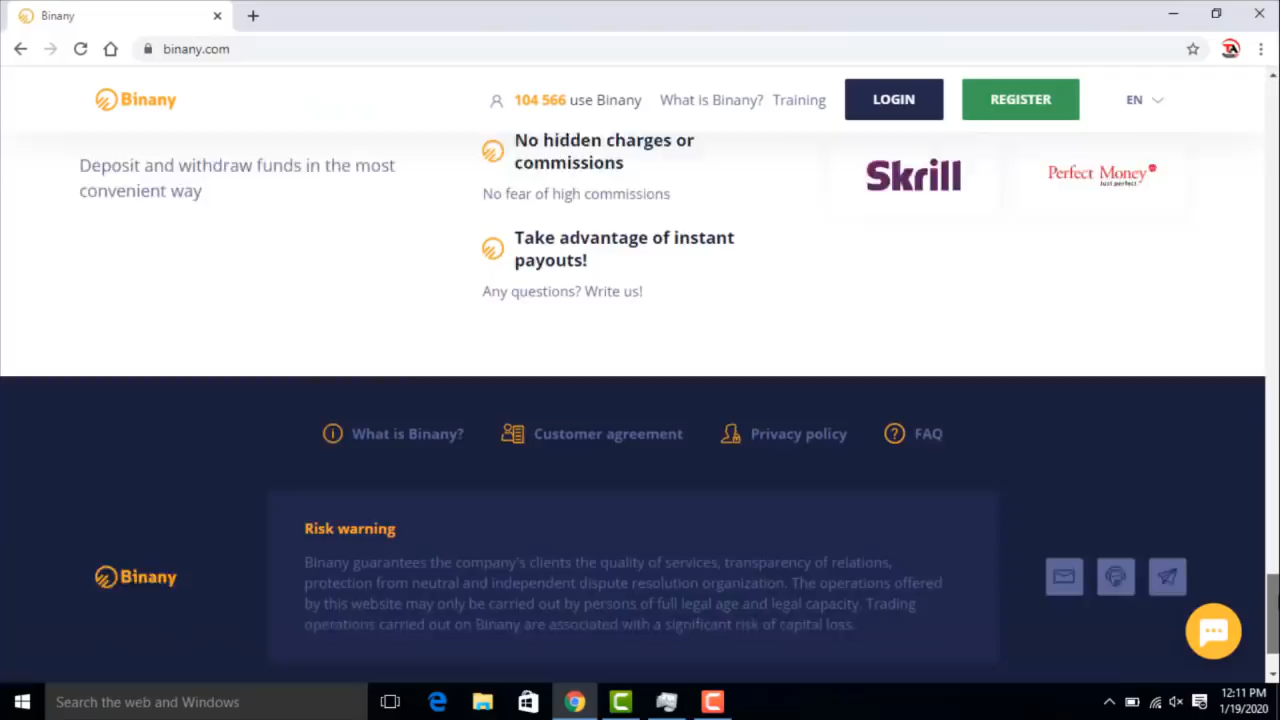 Binany
binany.com
Binany
104 566 use Binany
What is Binany?
Training
LOGIN
REGISTER
EN
Deposit and withdraw funds in the most
convenient way
No hidden charges or
commissions
No fear of high commissions
Take advantage of instant
payouts!
Any questions? Write us!
Skrill
Perfect Money
Just perfect.
What is Binany?
Customer agreement
Privacy policy
FAQ
Binany
Risk warning
Binany guarantees the company's clients the quality of services, transparency of relations,
protection from neutral and independent dispute resolution organization. The operations offered
by this website may only be carried out by persons of full legal age and legal capacity. Trading
operations carried out on Binany are associated with a significant risk of capital loss.
Search the web and Windows
12:11 PM
1/19/2020